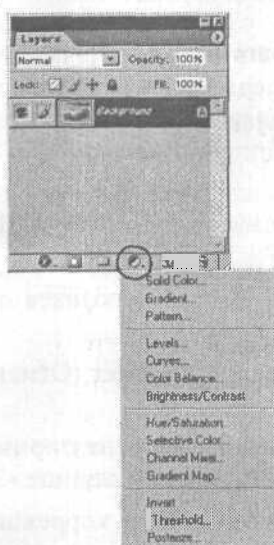 Layers
Normal Opacity: 100%
Lock: Fill: 100%
Background
Solid Color...
Gradient...
Pattern...
Levels...
Curves...
Color Balance...
Brightness/Contrast
Hue/Saturation
Selective Color...
Channel Mixer...
Gradient Map...
Invert
Threshold...
Posterize...